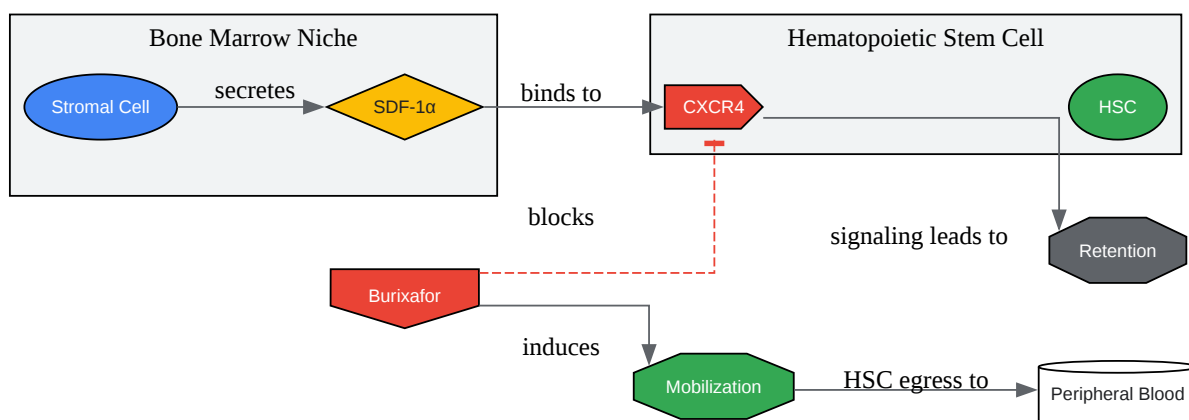 Bone Marrow Niche
Hematopoietic Stem Cell
Stromal Cell
secretes
SDF-1α
binds to
CXCR4
HSC
blocks
signaling leads to
Retention
Burixafor
induces
Mobilization
HSC egress to
Peripheral Blood